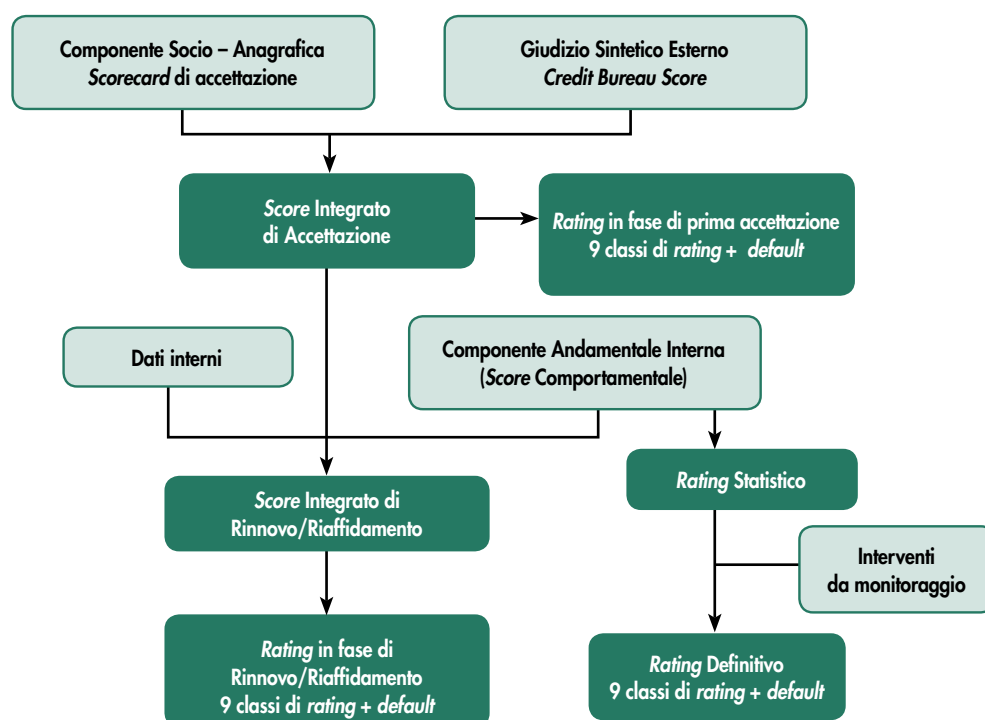 Componente Socio – Anagrafica
Scorecard di accettazione
Giudizio Sintetico Esterno
Credit Bureau Score
Score Integrato
di Accettazione
Rating in fase di prima accettazione
9 classi di rating + default
Dati interni
Componente Andamentale Interna
(Score Comportamentale)
Score Integrato di
Rinnovo/Riaffidamento
Rating Statistico
Interventi
da monitoraggio
Rating in fase di
Rinnovo/Riaffidamento
9 classi di rating + default
Rating Definitivo
9 classi di rating + default